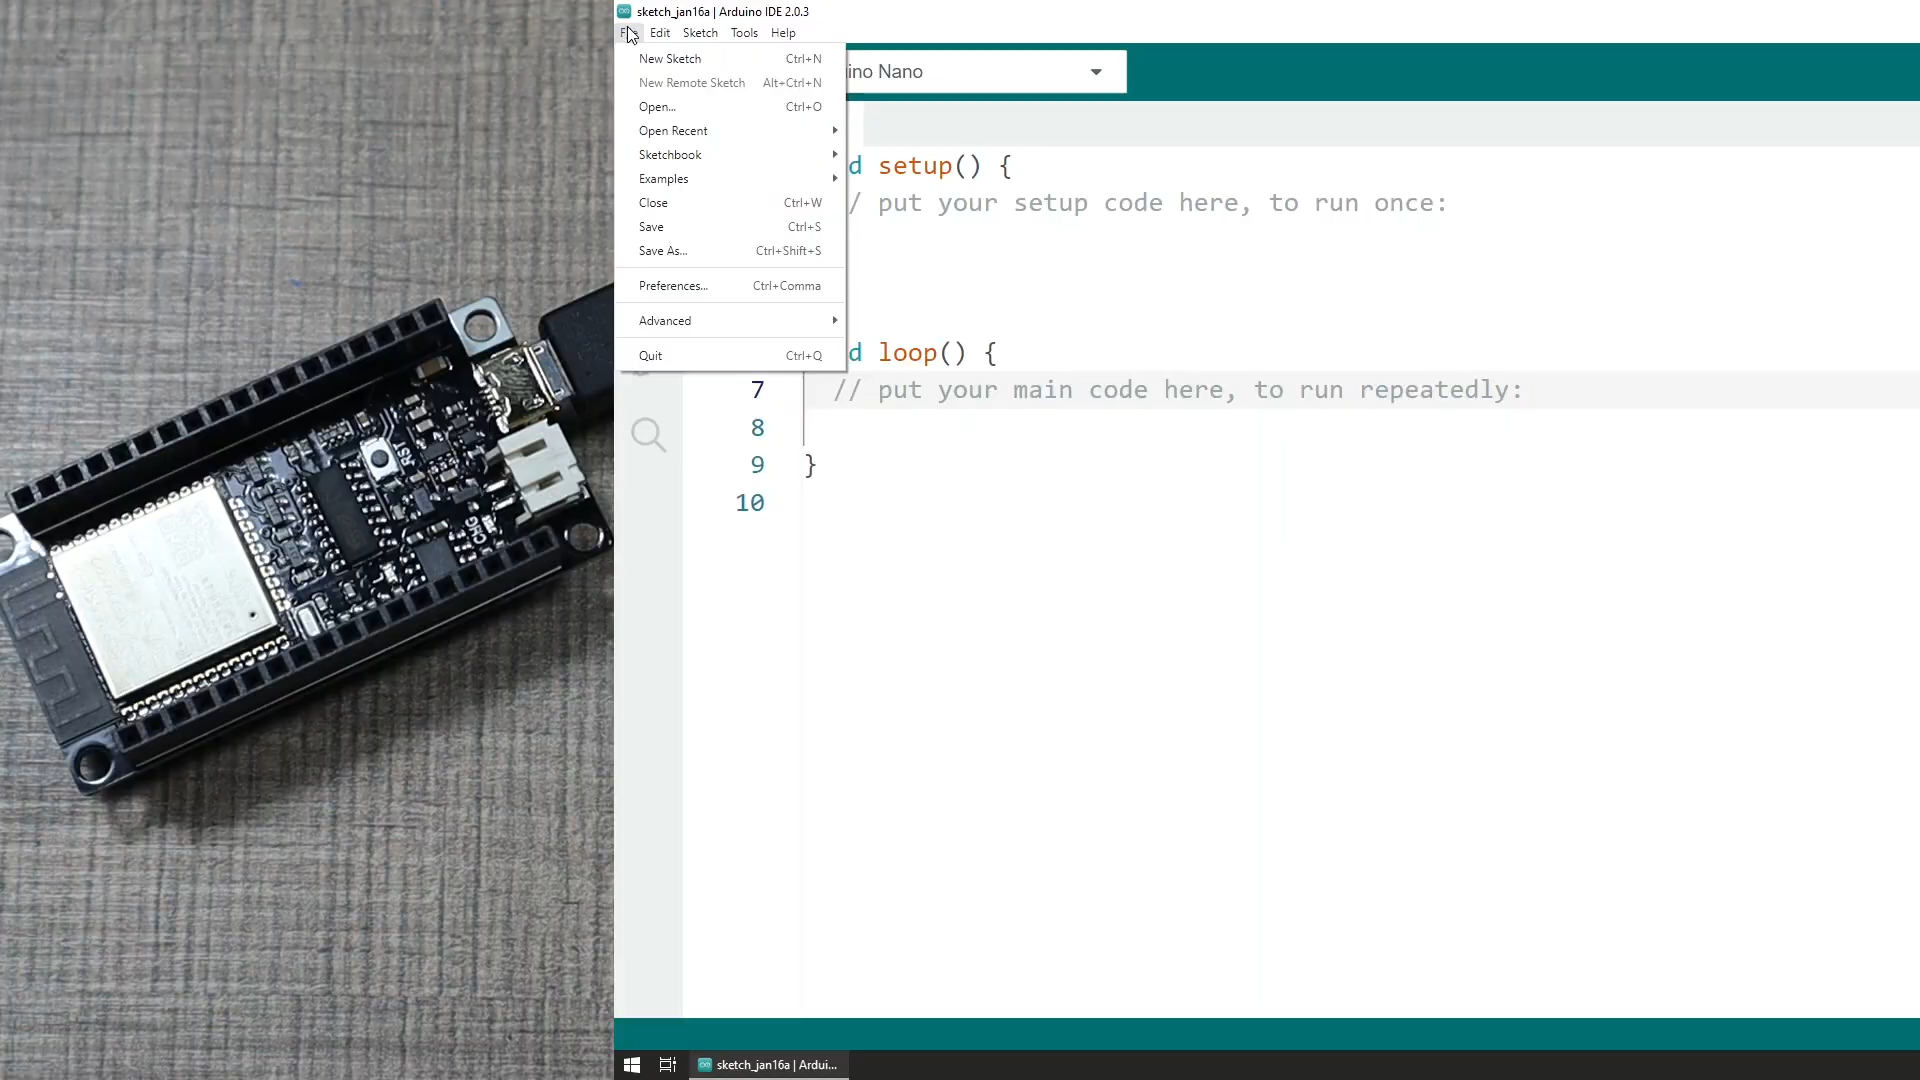 sketch_jan16a | Arduino IDE 2.0.3
Edit Sketch Tools Help
New Sketch Ctrl+N
New Remote Sketch Alt+Ctrl+N
Open... Ctrl+O
Open Recent
Sketchbook
Examples
Close Ctrl+W
Save Ctrl+S
Save As... Ctrl+Shift+S
Preferences... Ctrl+Comma
Advanced
Quit Ctrl+Q
ino Nano
d setup() {
/ put your setup code here, to run once:
d loop() {
7 // put your main code here, to run repeatedly:
8
9 }
10
sketch_jan16a | Ardui...
RST
CHG